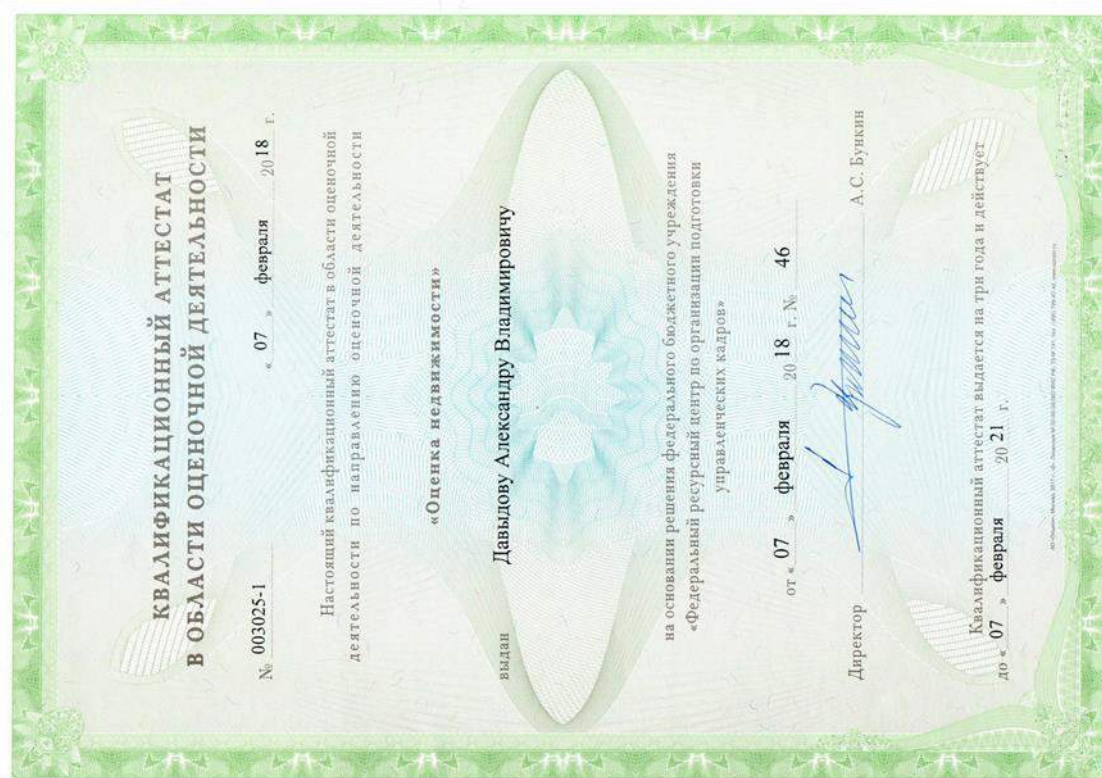 КВАЛИФИКАЦИОННЫЙ АТТЕСТАТ
В ОБЛАСТИ ОЦЕНОЧНОЙ ДЕЯТЕЛЬНОСТИ
№ 003025-1 « 07 » февраля 20 18 г.
Настоящий квалификационный аттестат в области оценочной
деятельности по направлению оценочной деятельности
«Оценка недвижимости»
выдан Давыдову Александру Владимировичу
на основании решения федерального бюджетного учреждения
«Федеральный ресурсный центр по организации подготовки
управленческих кадров»
от « 07 » февраля 20 18 г. № 46
Директор А.С. Бункин
Квалификационный аттестат выдается на три года и действует
до « 07 » февраля 20 21 г.